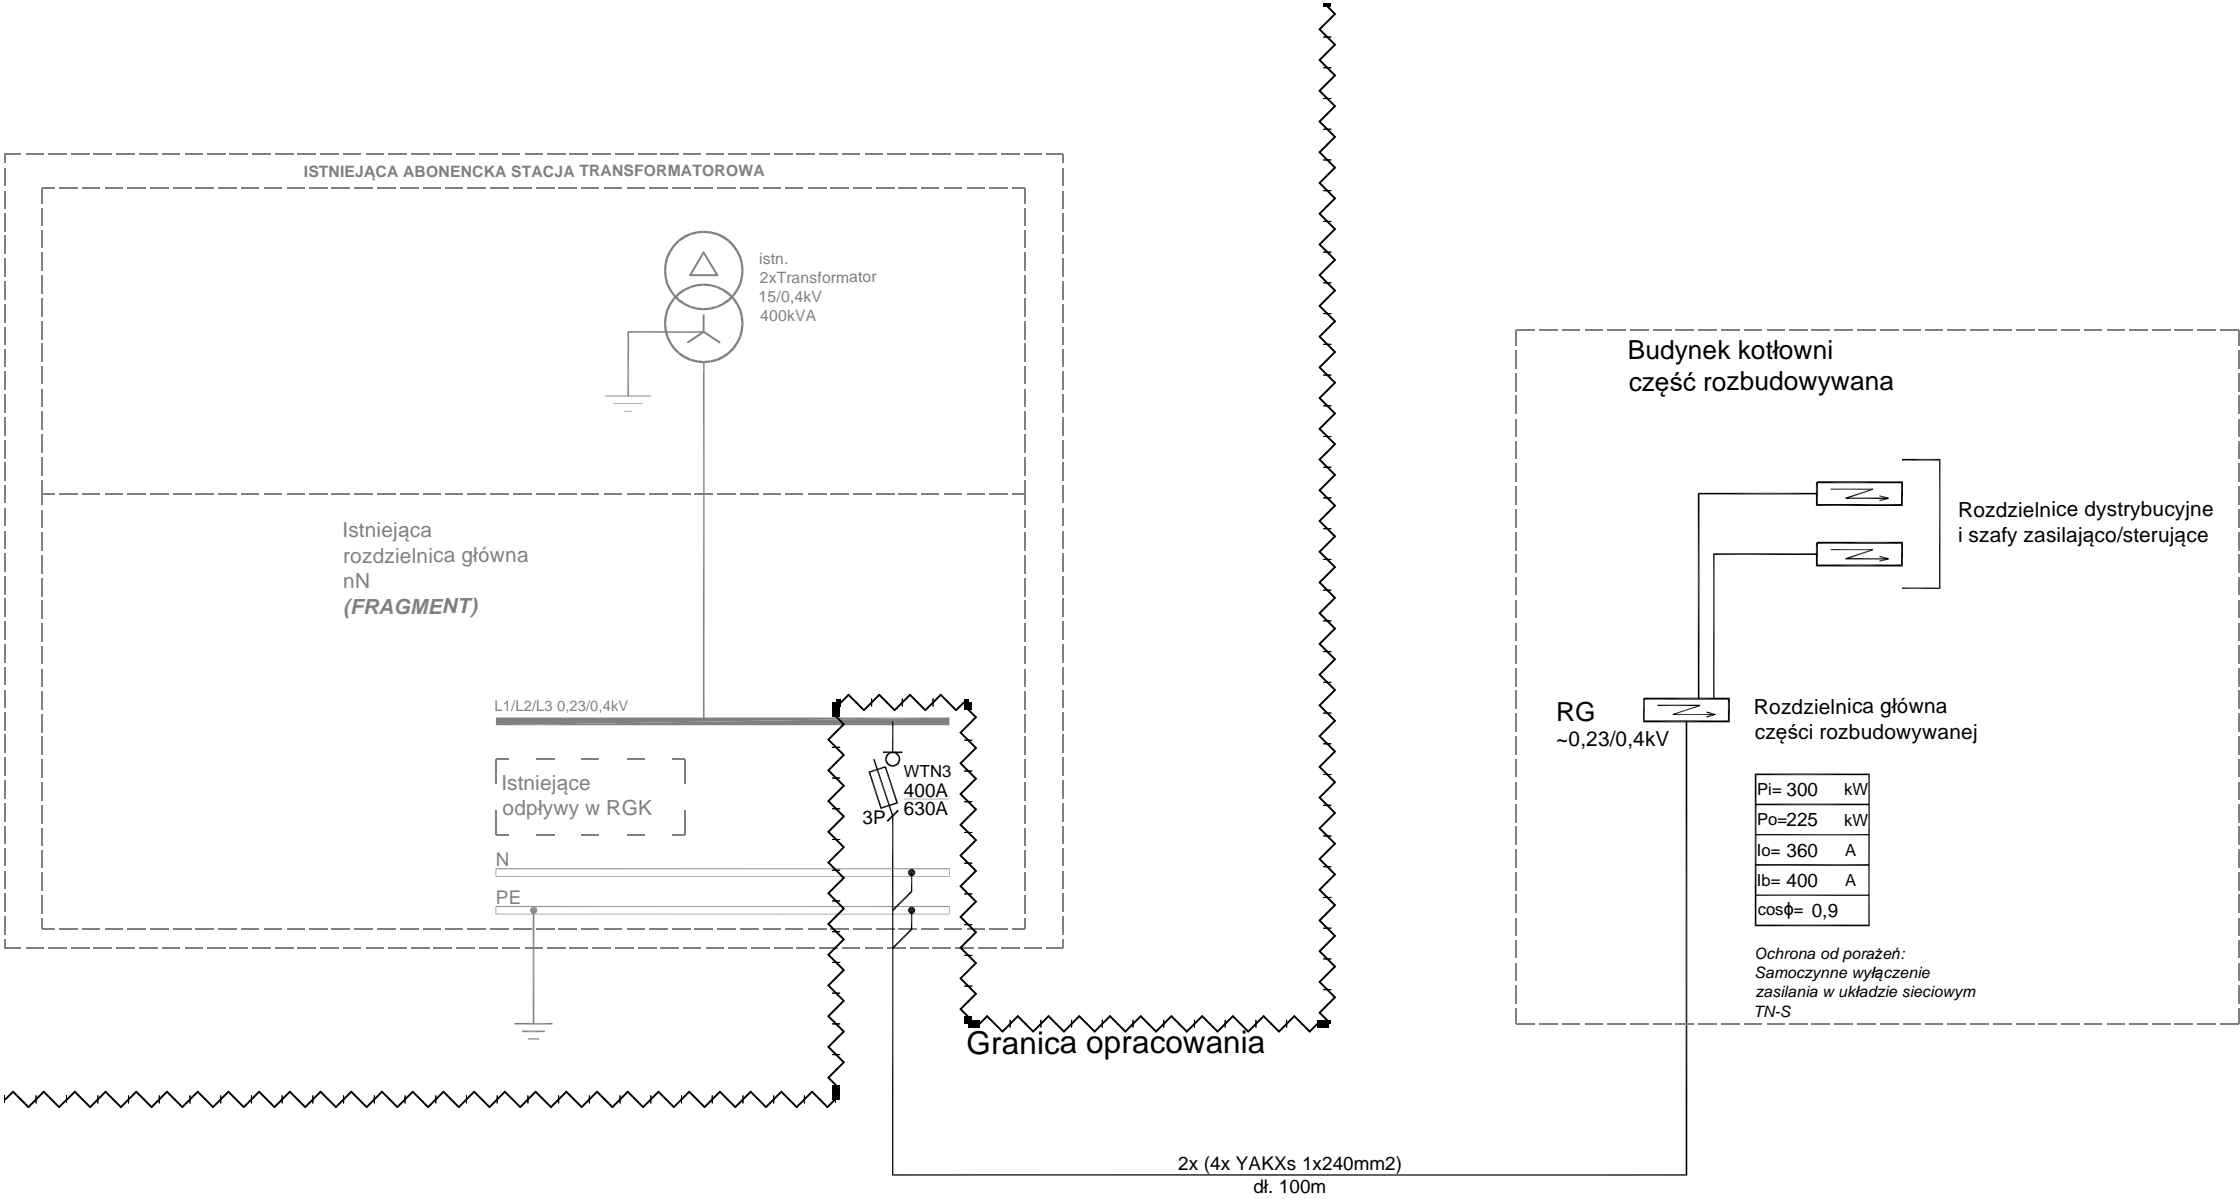 ISTNIEJĄCA ABONENCKA STACJA TRANSFORMATOROWA
istn.
2xTransformator
15/0,4kV
400kVA
Istniejąca
rozdzielnica główna
nN
(FRAGMENT)
L1/L2/L3 0,23/0,4kV
Istniejące
odpływy w RGK
WTN3
400A
630A
3P
N
PE
Granica opracowania
2x (4x YAKXs 1x240mm2)
dł. 100m
Budynek kotłowni
część rozbudowywana
Rozdzielnice dystrybucyjne
i szafy zasilająco/sterujące
RG
~0,23/0,4kV
Rozdzielnica główna
części rozbudowywanej
Pi= 300 kW
Po=225 kW
Io= 360 A
Ib= 400 A
cosϕ= 0,9
Ochrona od porażeń:
Samoczynne wyłączenie
zasilania w układzie sieciowym
TN-S